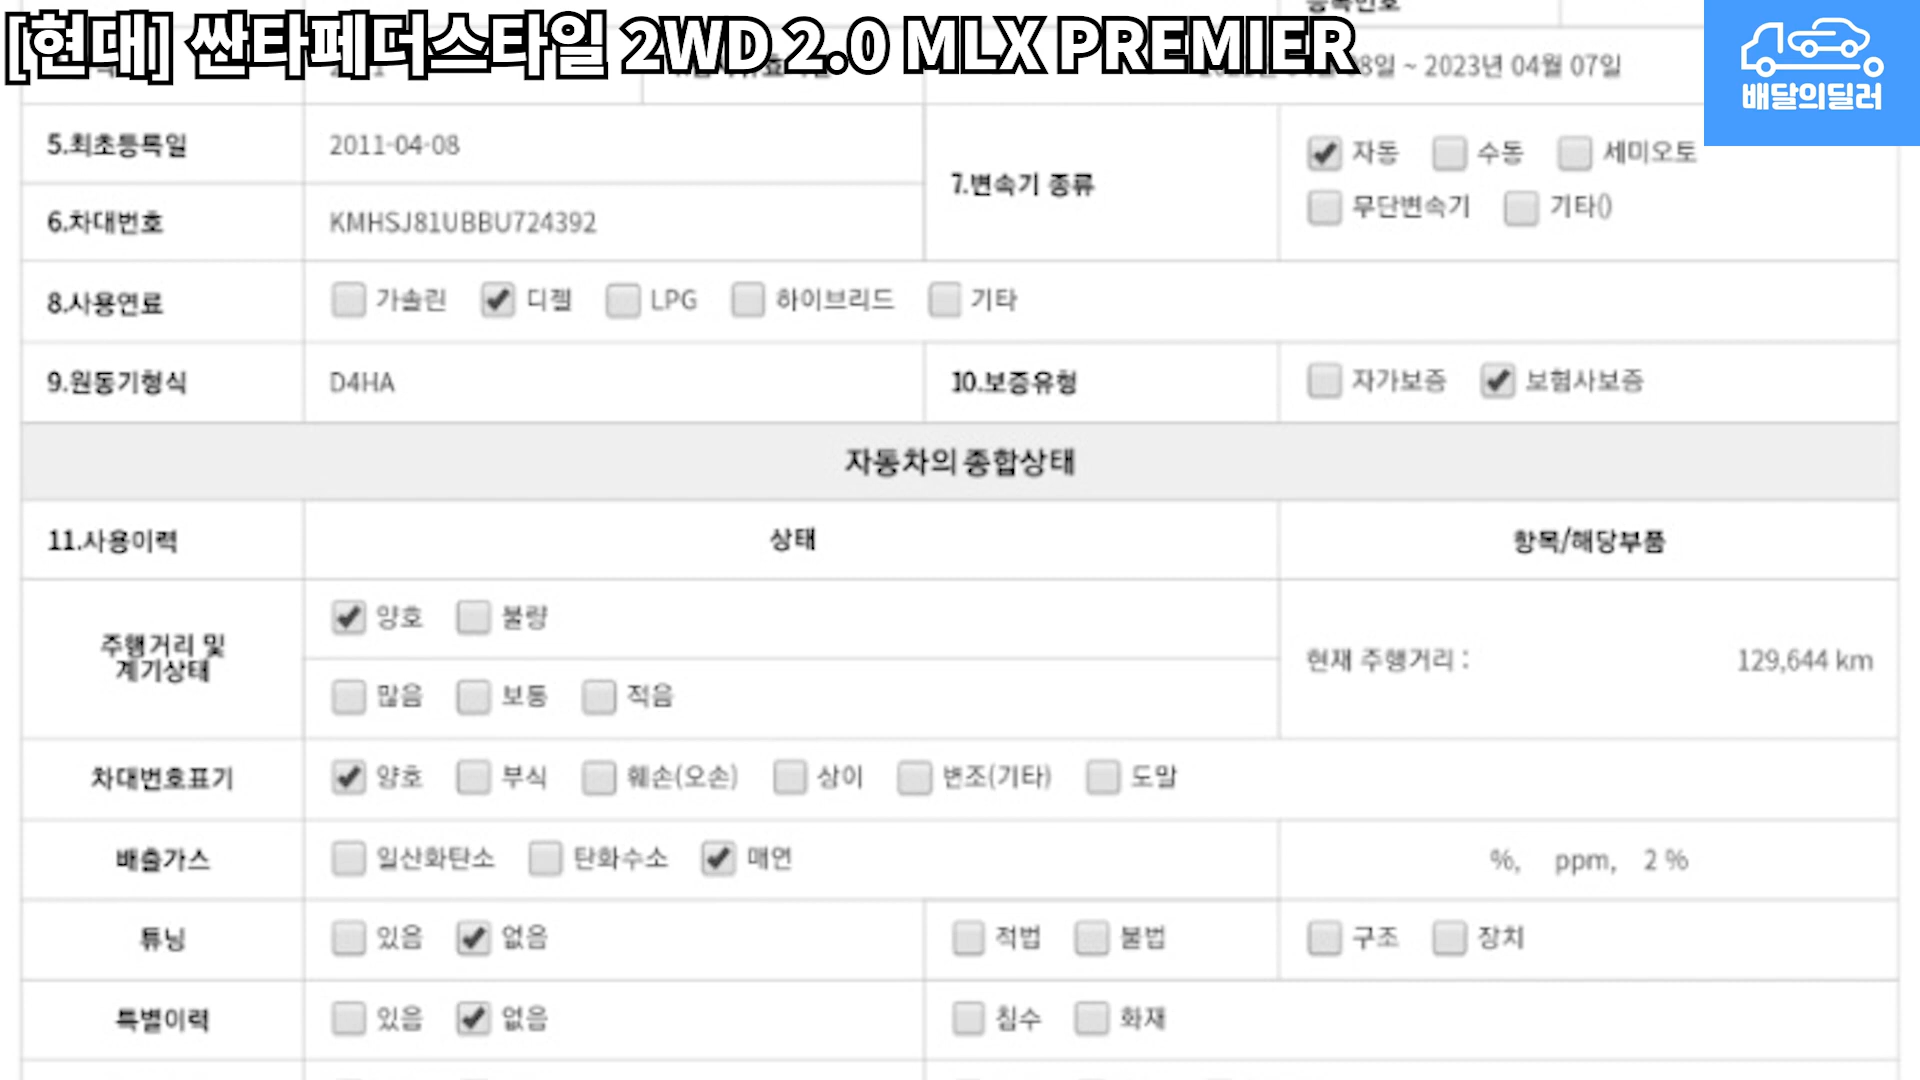 [현대] 싼타페더스타일 2WD 2.0 MLX PREMIER
배달의딜러
8일 ~ 2023년 04월 07일
5.최초등록일
2011-04-08
7.변속기 종류
자동 수동 세미오토
무단변속기 기타()
6.차대번호
KMHSJ81UBBU724392
8.사용연료
가솔린 디젤 LPG 하이브리드 기타
9.원동기형식
D4HA
10.보증유형
자가보증 보험사보증
자동차의 종합상태
11.사용이력
상태
항목/해당부품
주행거리 및
계기상태
양호 불량
많음 보통 적음
현재 주행거리 :
129,644 km
차대번호표기
양호 부식 훼손(오손) 상이 변조(기타) 도말
배출가스
일산화탄소 탄화수소 매연
%, ppm, 2 %
튜닝
있음 없음
적법 불법
구조 장치
특별이력
있음 없음
침수 화재